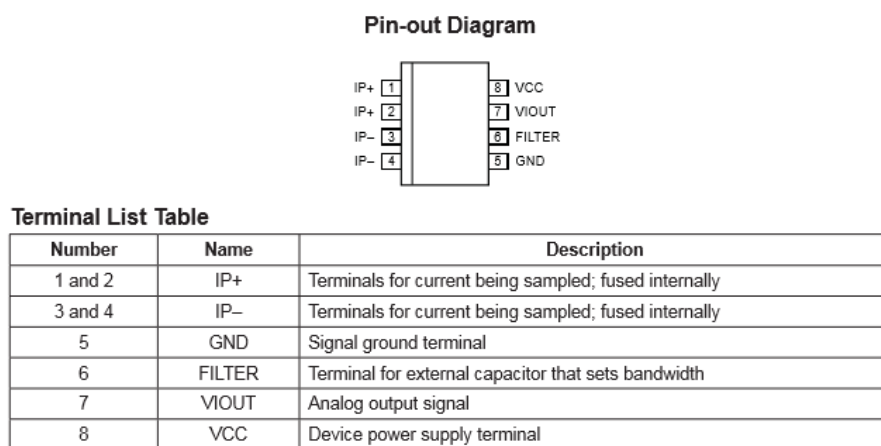 Pin-out Diagram
IP+ 1 8 VCC
IP+ 2 7 VIOUT
IP– 3 6 FILTER
IP– 4 5 GND
Terminal List Table
Number Name Description
1 and 2 IP+ Terminals for current being sampled; fused internally
3 and 4 IP– Terminals for current being sampled; fused internally
5 GND Signal ground terminal
6 FILTER Terminal for external capacitor that sets bandwidth
7 VIOUT Analog output signal
8 VCC Device power supply terminal